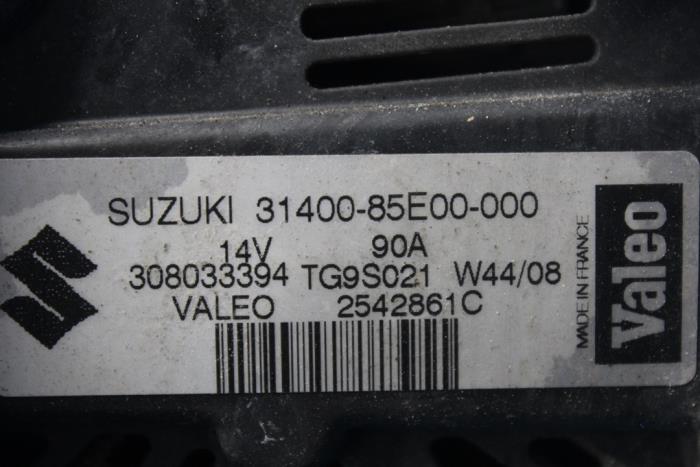 SUZUKI 31400-85E00-000
14V 90A
308033394 TG9S021 W44/08
VALEO 2542861C
MADE IN FRANCE
Valeo